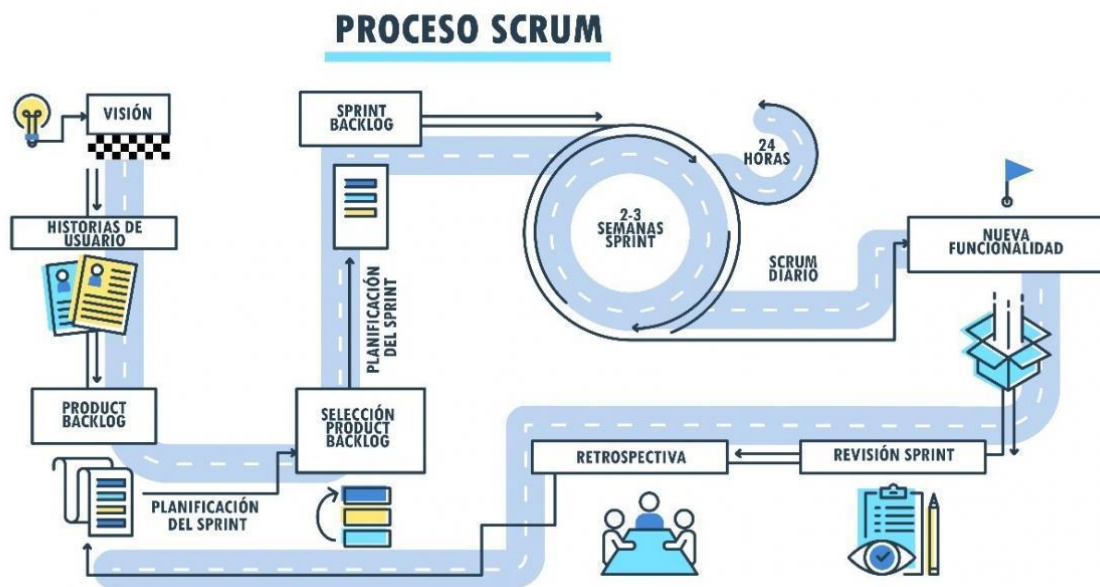 PROCESO SCRUM
VISIÓN
HISTORIAS DE
USUARIO
PRODUCT
BACKLOG
PLANIFICACIÓN
DEL SPRINT
SELECCIÓN
PRODUCT
BACKLOG
PLANIFICACIÓN
DEL SPRINT
SPRINT
BACKLOG
2-3
SEMANAS
SPRINT
24
HORAS
SCRUM
DIARIO
NUEVA
FUNCIONALIDAD
REVISIÓN SPRINT
RETROSPECTIVA